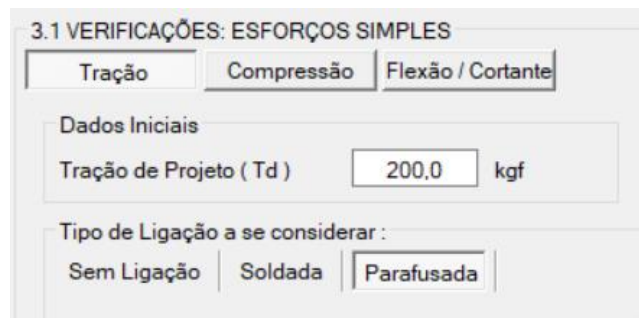 3.1 VERIFICAÇÕES: ESFORÇOS SIMPLES
Tração Compressão Flexão / Cortante
Dados Iniciais
Tração de Projeto ( Td ) 200,0 kgf
Tipo de Ligação a se considerar :
Sem Ligação Soldada Parafusada